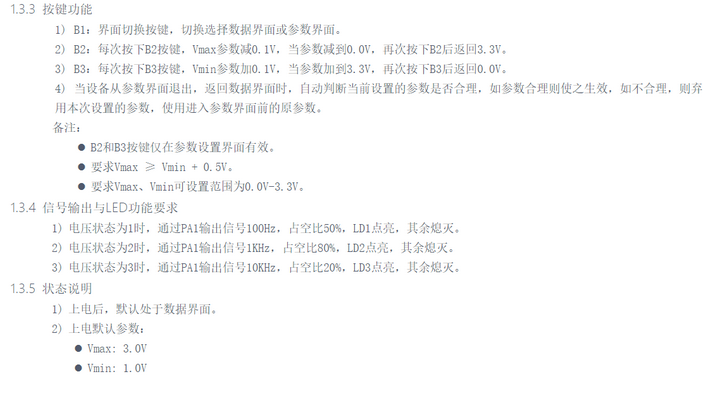 1.3.3 按键功能
1) B1: 界面切换按键，切换选择数据界面或参数界面。
2) B2: 每次按下B2按键，Vmax参数减0.1V，当参数减到0.0V，再次按下B2后返回3.3V。
3) B3: 每次按下B3按键，Vmin参数加0.1V，当参数加到3.3V，再次按下B3后返回0.0V。
4) 当设备从参数界面退出，返回数据界面时，自动判断当前设置的参数是否合理，如参数合理则使之生效，如不合理，则弃
用本次设置的参数，使用进入参数界面前的原参数。
备注:
● B2和B3按键仅在参数设置界面有效。
● 要求Vmax ≥ Vmin + 0.5V。
● 要求Vmax、Vmin可设置范围为0.0V-3.3V。
1.3.4 信号输出与LED功能要求
1) 电压状态为1时，通过PA1输出信号100Hz，占空比50%，LD1点亮，其余熄灭。
2) 电压状态为2时，通过PA1输出信号1KHz，占空比80%，LD2点亮，其余熄灭。
3) 电压状态为3时，通过PA1输出信号10KHz，占空比20%，LD3点亮，其余熄灭。
1.3.5 状态说明
1) 上电后，默认处于数据界面。
2) 上电默认参数:
● Vmax: 3.0V
● Vmin: 1.0V